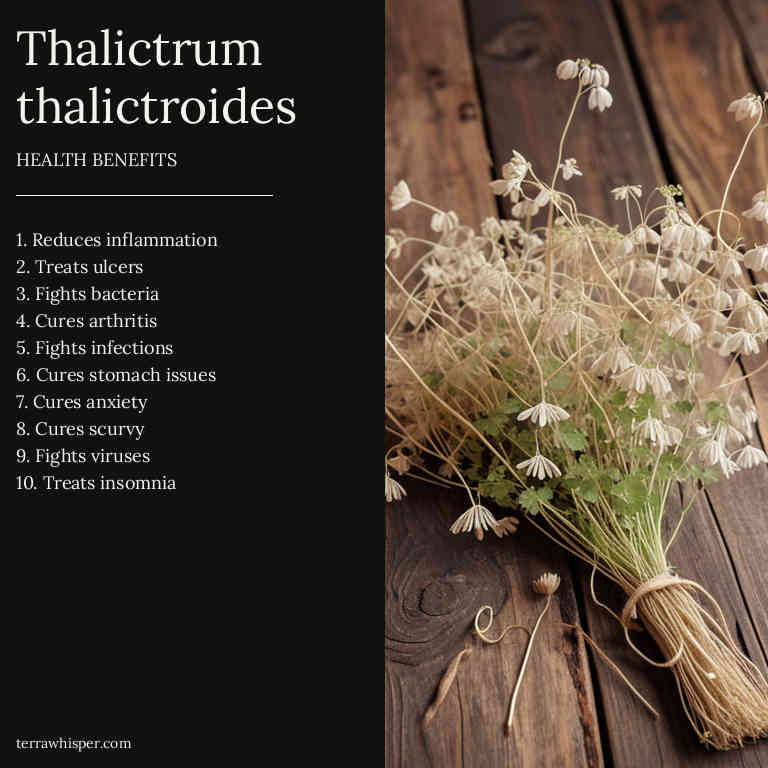 Thalictrum
thalictroides
HEALTH BENEFITS
1. Reduces inflammation
2. Treats ulcers
3. Fights bacteria
4. Cures arthritis
5. Fights infections
6. Cures stomach issues
7. Cures anxiety
8. Cures scurvy
9. Fights viruses
10. Treats insomnia
terrawhisper.com